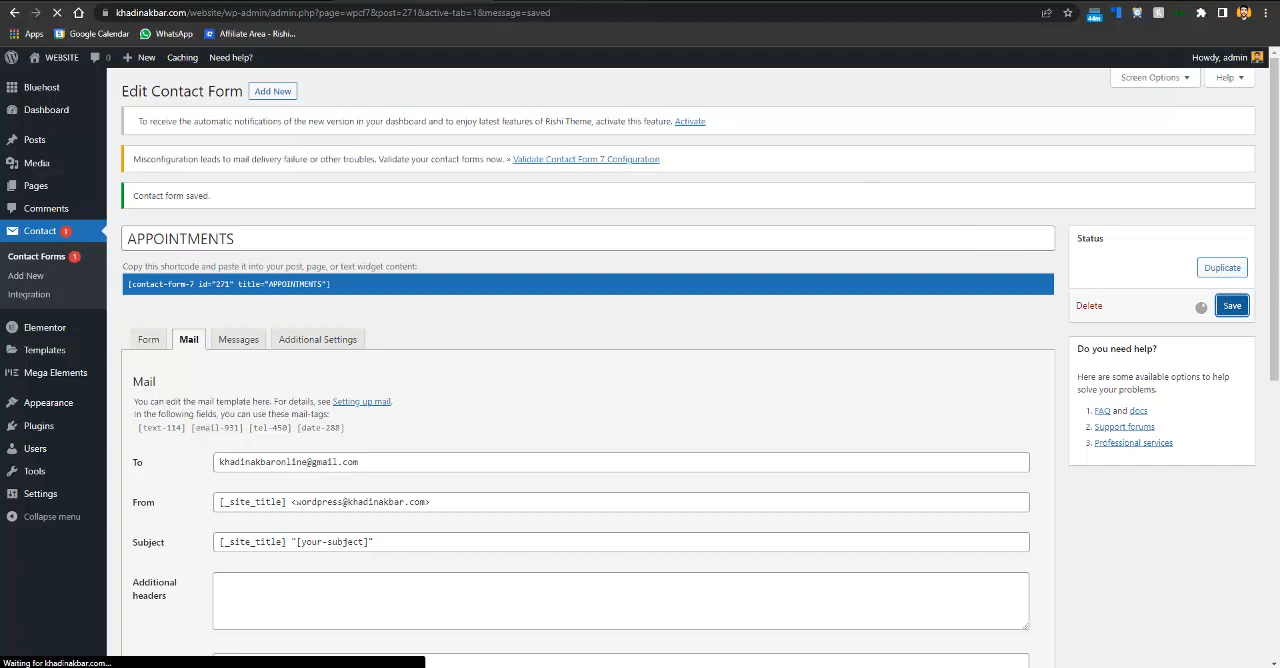 khadinakbar.com/website/wp-admin/admin.php?page=wpcf7&post=271&active-tab=1&message=saved
44m
Apps Google Calendar WhatsApp Affiliate Area - Rishi...
WEBSITE 0 New Caching Need help? Howdy, admin
Screen Options Help
Bluehost
Dashboard
Posts
Media
Pages
Comments
Contact 1
Contact Forms 1
Add New
Integration
Elementor
Templates
Mega Elements
Appearance
Plugins
Users
Tools
Settings
Collapse menu
Edit Contact Form Add New
To receive the automatic notifications of the new version in your dashboard and to enjoy latest features of Rishi Theme, activate this feature. Activate
Misconfiguration leads to mail delivery failure or other troubles. Validate your contact forms now. » Validate Contact Form 7 Configuration
Contact form saved.
APPOINTMENTS
Copy this shortcode and paste it into your post, page, or text widget content:
[contact-form-7 id="271" title="APPOINTMENTS"]
Form Mail Messages Additional Settings
Mail
You can edit the mail template here. For details, see Setting up mail.
In the following fields, you can use these mail-tags:
[text-114] [email-931] [tel-450] [date-288]
To khadinakbaronline@gmail.com
From [_site_title] <wordpress@khadinakbar.com>
Subject [_site_title] "[your-subject]"
Additional
headers
Status
Duplicate
Delete Save
Do you need help?
Here are some available options to help
solve your problems.
1. FAQ and docs
2. Support forums
3. Professional services
Waiting for khadinakbar.com...